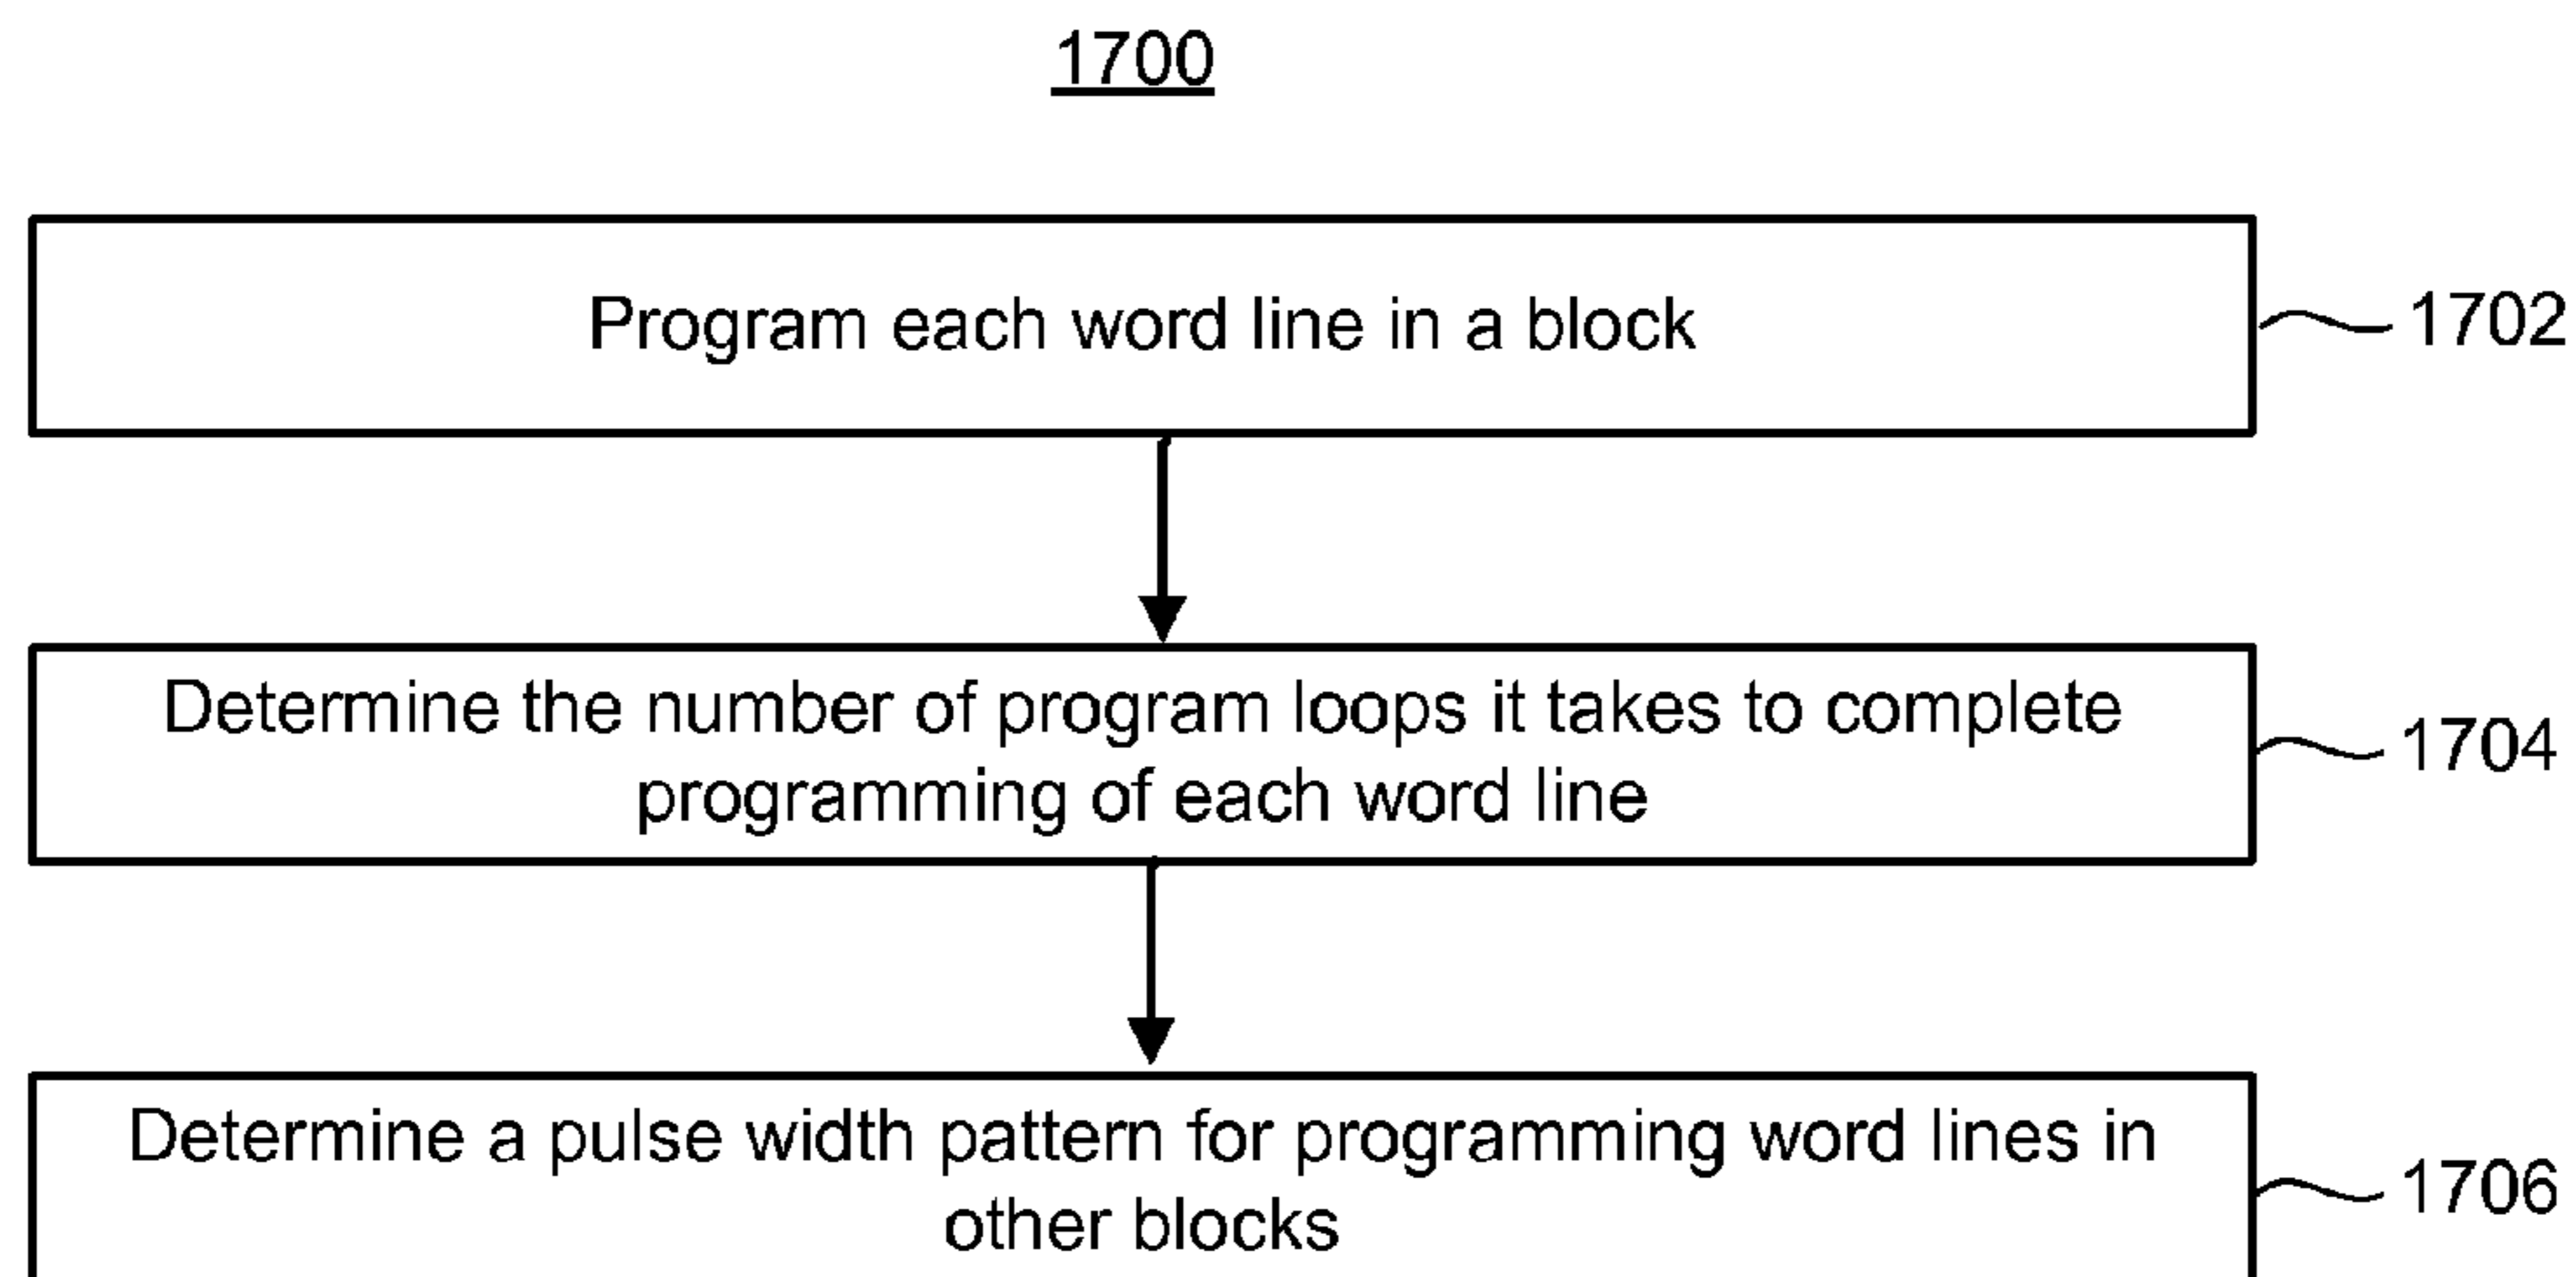 1700
Program each word line in a block
1702
Determine the number of program loops it takes to complete
programming of each word line
1704
Determine a pulse width pattern for programming word lines in
other blocks
1706